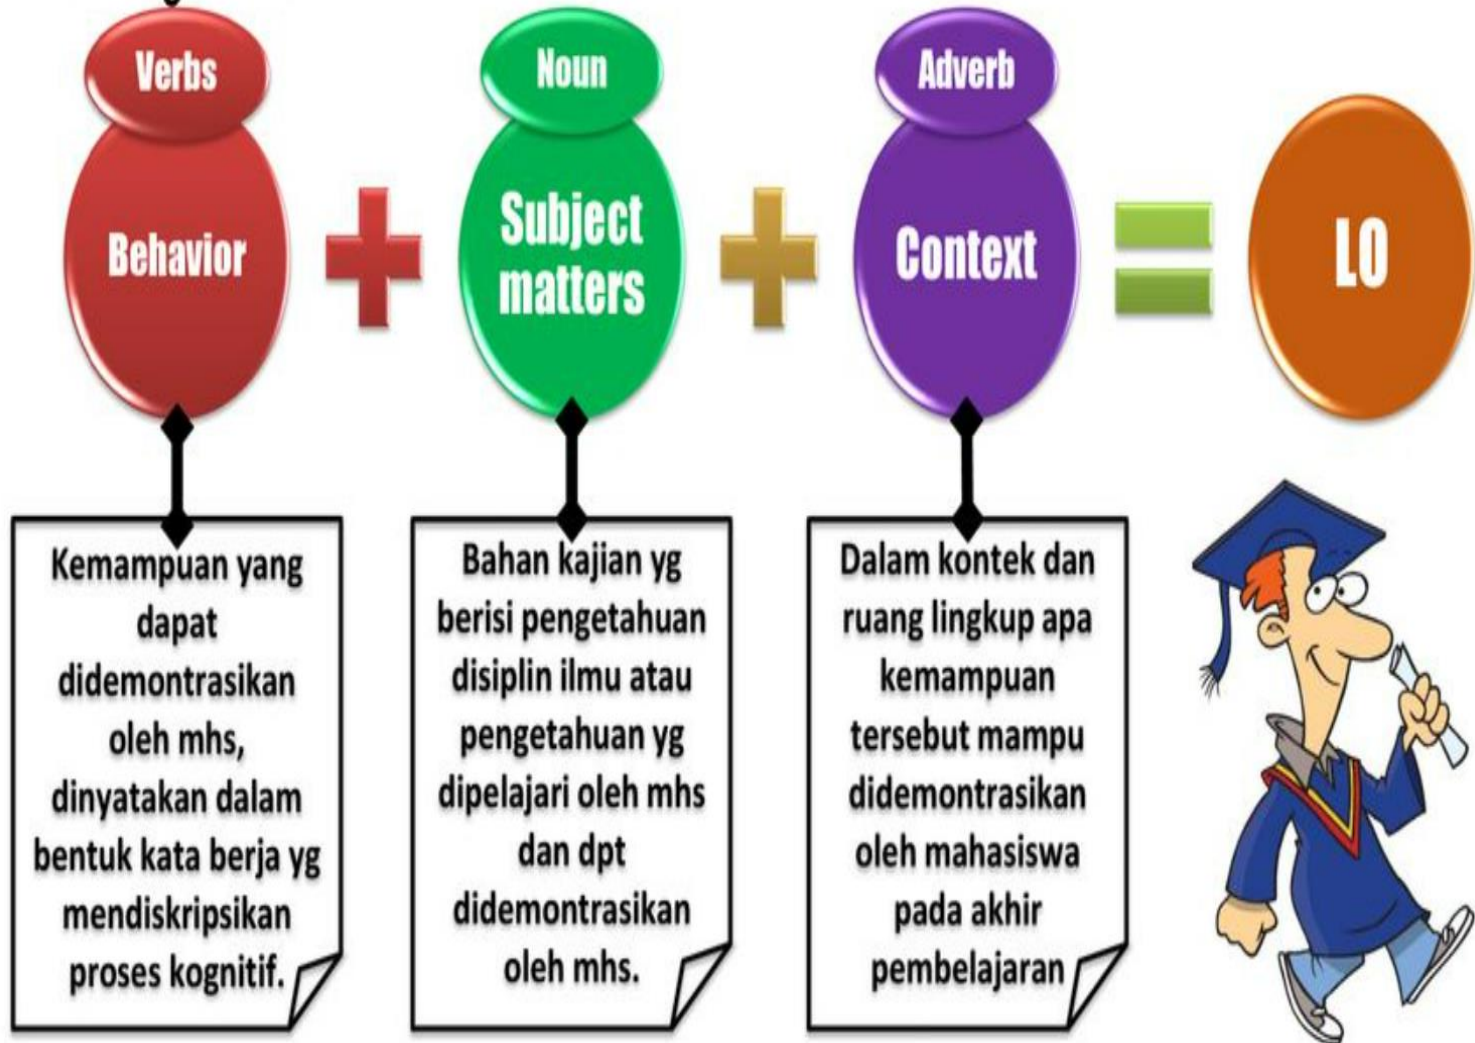 Verbs
Behavior
Noun
Subject
matters
Adverb
Context
LO
Kemampuan yang
dapat
didemontrasikan
oleh mhs,
dinyatakan dalam
bentuk kata berja yg
mendiskripsikan
proses kognitif.
Bahan kajian yg
berisi pengetahuan
disiplin ilmu atau
pengetahuan yg
dipelajari oleh mhs
dan dpt
didemontrasikan
oleh mhs.
Dalam kontek dan
ruang lingkup apa
kemampuan
tersebut mampu
didemontrasikan
oleh mahasiswa
pada akhir
pembelajaran